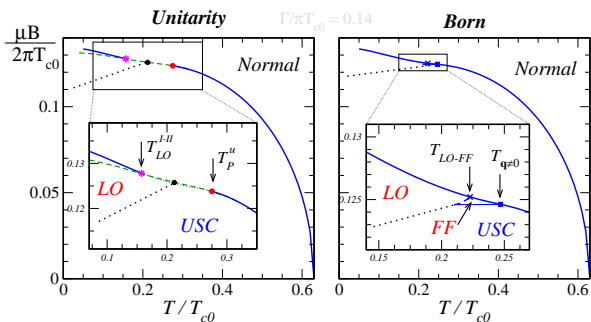 Unitarity
Γ/πT_c0 = 0.14
Born
μB
2πT_c0
Normal
Normal
0.1
0.05
0
T_LO^I-II
T_P^u
0.13
0.12
LO
USC
0.1
0.2
0.3
0.13
0.125
T_LO-FF
T_q≠0
LO
FF
USC
0.15
0.2
0.25
0
0.2
0.4
0.6
0
0.2
0.4
0.6
T/T_c0
T/T_c0